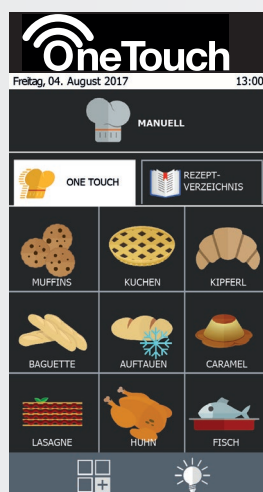 OneTouch
Freitag, 04. August 2017 13:00
MANUELL
ONE TOUCH
REZEPT-
VERZEICHNIS
MUFFINS KUCHEN KIPFERL
BAGUETTE AUFTAUEN CARAMEL
LASAGNE HUHN FISCH